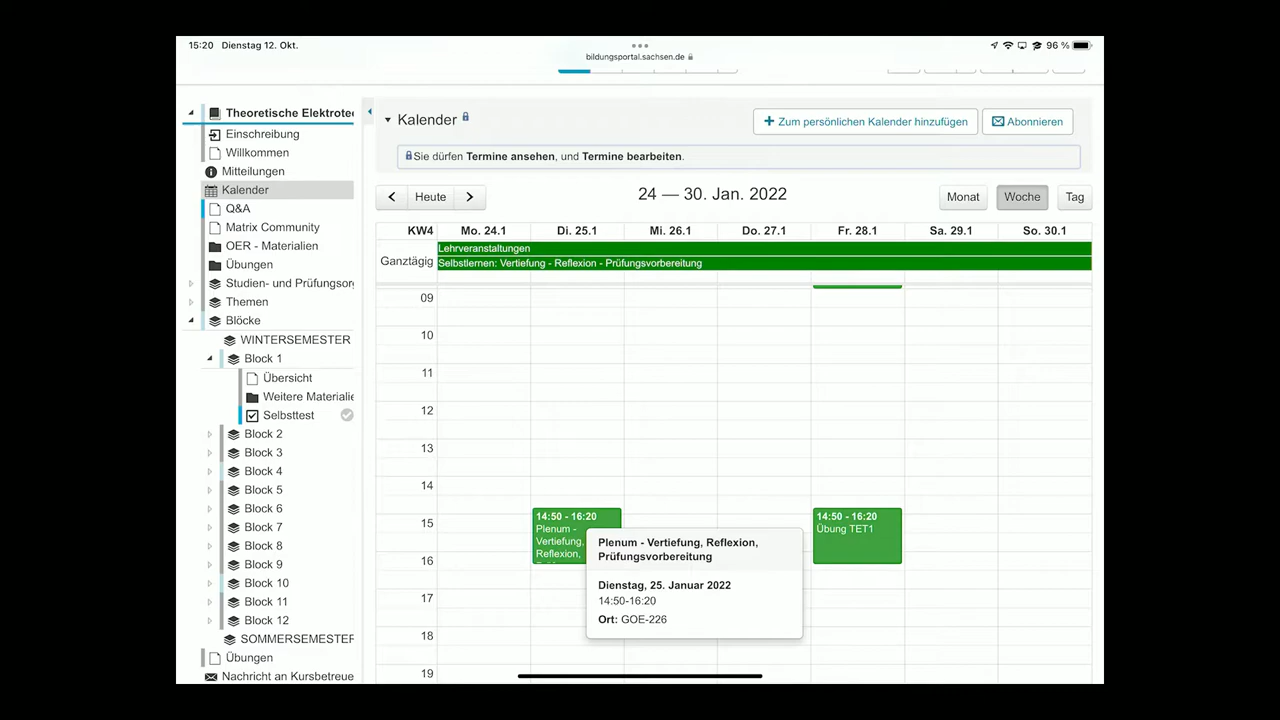 15:20 Dienstag 12. Okt.
bildungsportal.sachsen.de
96 %
Theoretische Elektrotec
Einschreibung
Willkommen
Mitteilungen
Kalender
Q&A
Matrix Community
OER - Materialien
Übungen
Studien- und Prüfungsor
Themen
Blöcke
WINTERSEMESTER
Block 1
Übersicht
Weitere Materialie
Selbsttest
Block 2
Block 3
Block 4
Block 5
Block 6
Block 7
Block 8
Block 9
Block 10
Block 11
Block 12
SOMMERSEMESTER
Übungen
Nachricht an Kursbetreue
Kalender
Zum persönlichen Kalender hinzufügen
Abonnieren
Sie dürfen Termine ansehen, und Termine bearbeiten.
Heute
24 — 30. Jan. 2022
Monat Woche Tag
KW4 Mo. 24.1 Di. 25.1 Mi. 26.1 Do. 27.1 Fr. 28.1 Sa. 29.1 So. 30.1
Ganztägig
Lehrveranstaltungen
Selbstlernen: Vertiefung - Reflexion - Prüfungsvorbereitung
09
10
11
12
13
14
15
16
17
18
19
14:50 - 16:20
Plenum -
Vertiefung,
Reflexion,
14:50 - 16:20
Übung TET1
Plenum - Vertiefung, Reflexion,
Prüfungsvorbereitung
Dienstag, 25. Januar 2022
14:50-16:20
Ort: GOE-226